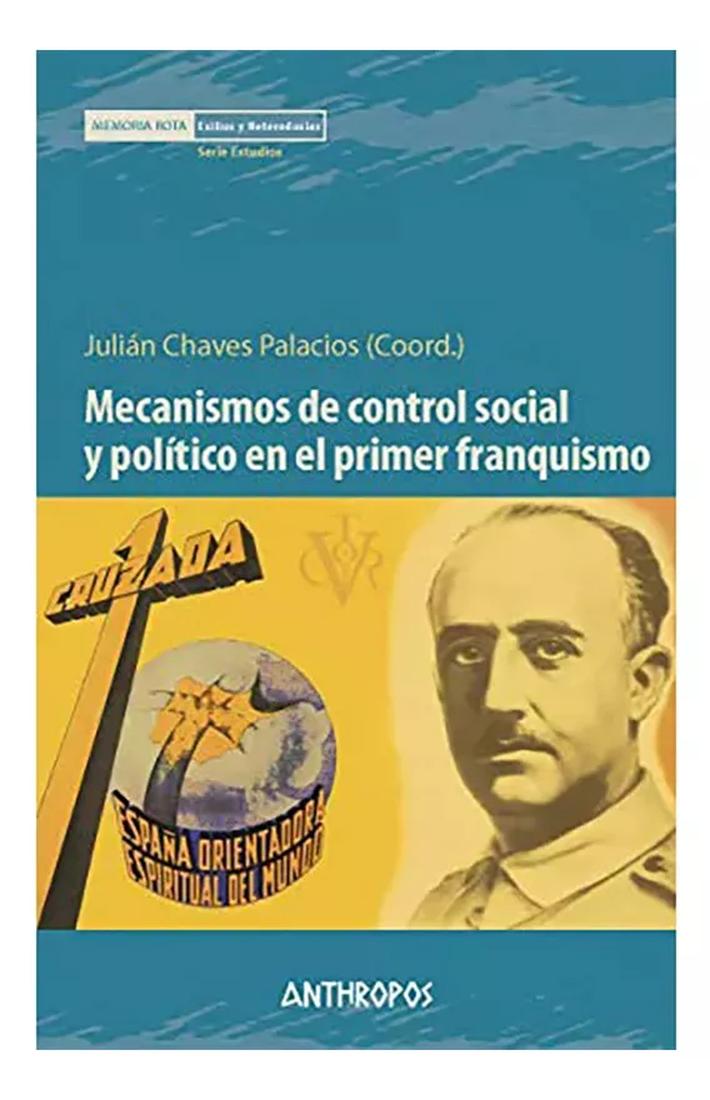 MEMORIA ROTA Exilios y Heterodoxias
Serie Estudios
Julián Chaves Palacios (Coord.)
Mecanismos de control social
y político en el primer franquismo
CRUZADA
VICTOR
ESPAÑA ORIENTADORA
ESPIRITUAL DEL MUNDO
ANTHROPOS